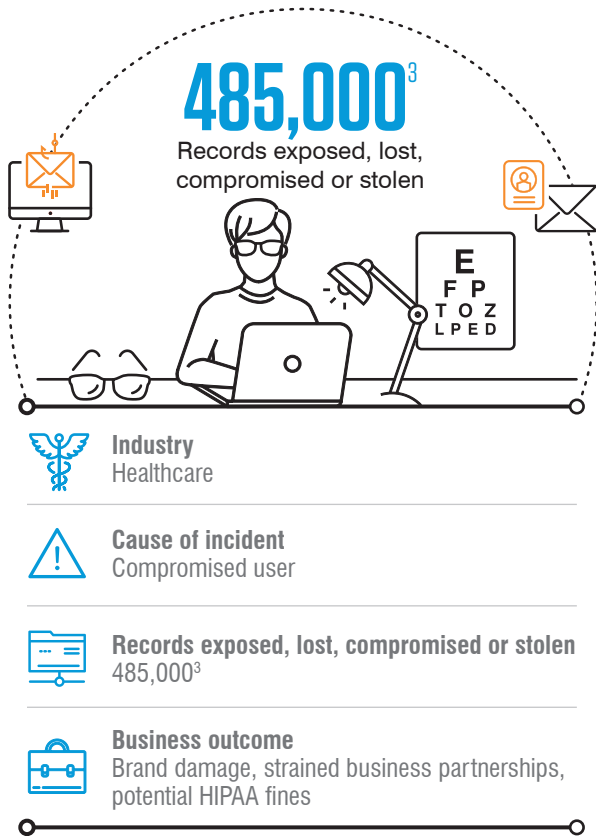 485,000³
Records exposed, lost,
compromised or stolen
E
F P
T O Z
L P E D
Industry
Healthcare
Cause of incident
Compromised user
Records exposed, lost, compromised or stolen
485,000³
Business outcome
Brand damage, strained business partnerships,
potential HIPAA fines